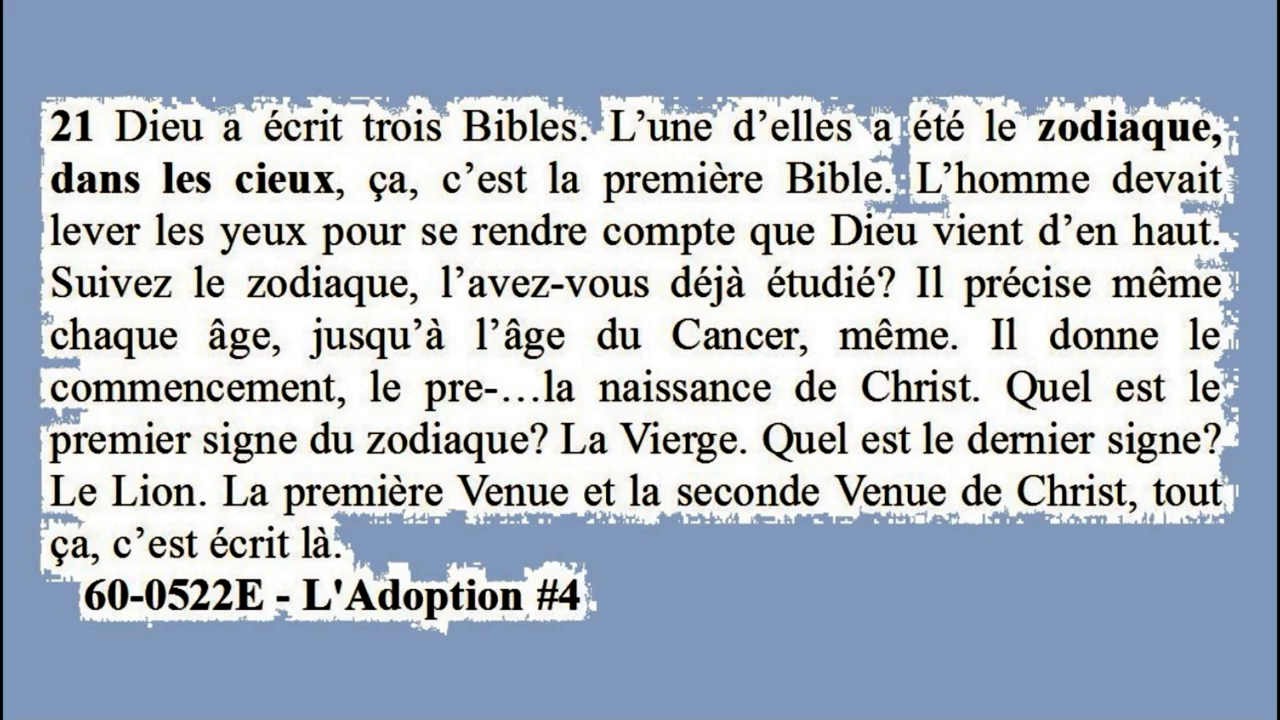 21 Dieu a écrit trois Bibles. L’une d’elles a été le zodiaque,
dans les cieux, ça, c’est la première Bible. L’homme devait
lever les yeux pour se rendre compte que Dieu vient d’en haut.
Suivez le zodiaque, l’avez-vous déjà étudié? Il précise même
chaque âge, jusqu’à l’âge du Cancer, même. Il donne le
commencement, le pre-…la naissance de Christ. Quel est le
premier signe du zodiaque? La Vierge. Quel est le dernier signe?
Le Lion. La première Venue et la seconde Venue de Christ, tout
ça, c’est écrit là.
60-0522E - L'Adoption #4